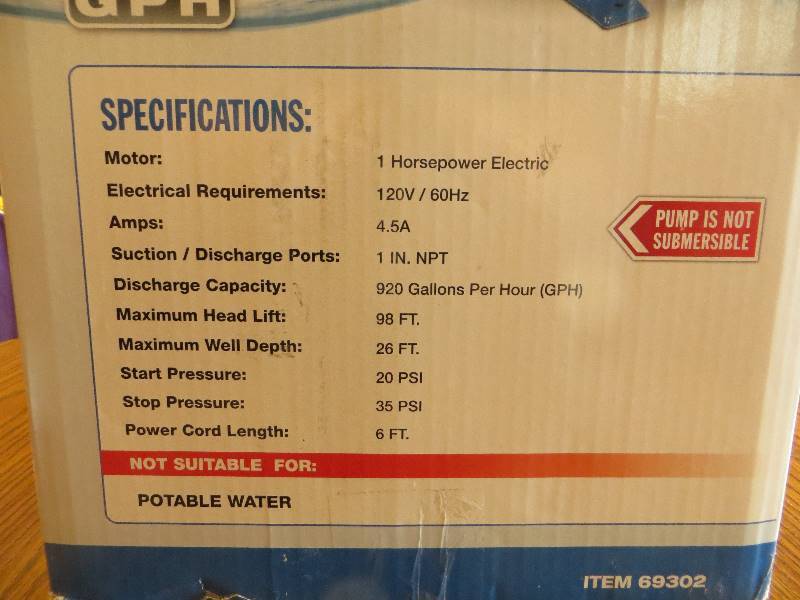 GPH
SPECIFICATIONS:
Motor: 1 Horsepower Electric
Electrical Requirements: 120V / 60Hz
Amps: 4.5A
Suction / Discharge Ports: 1 IN. NPT
Discharge Capacity: 920 Gallons Per Hour (GPH)
Maximum Head Lift: 98 FT.
Maximum Well Depth: 26 FT.
Start Pressure: 20 PSI
Stop Pressure: 35 PSI
Power Cord Length: 6 FT.
PUMP IS NOT
SUBMERSIBLE
NOT SUITABLE FOR:
POTABLE WATER
ITEM 69302